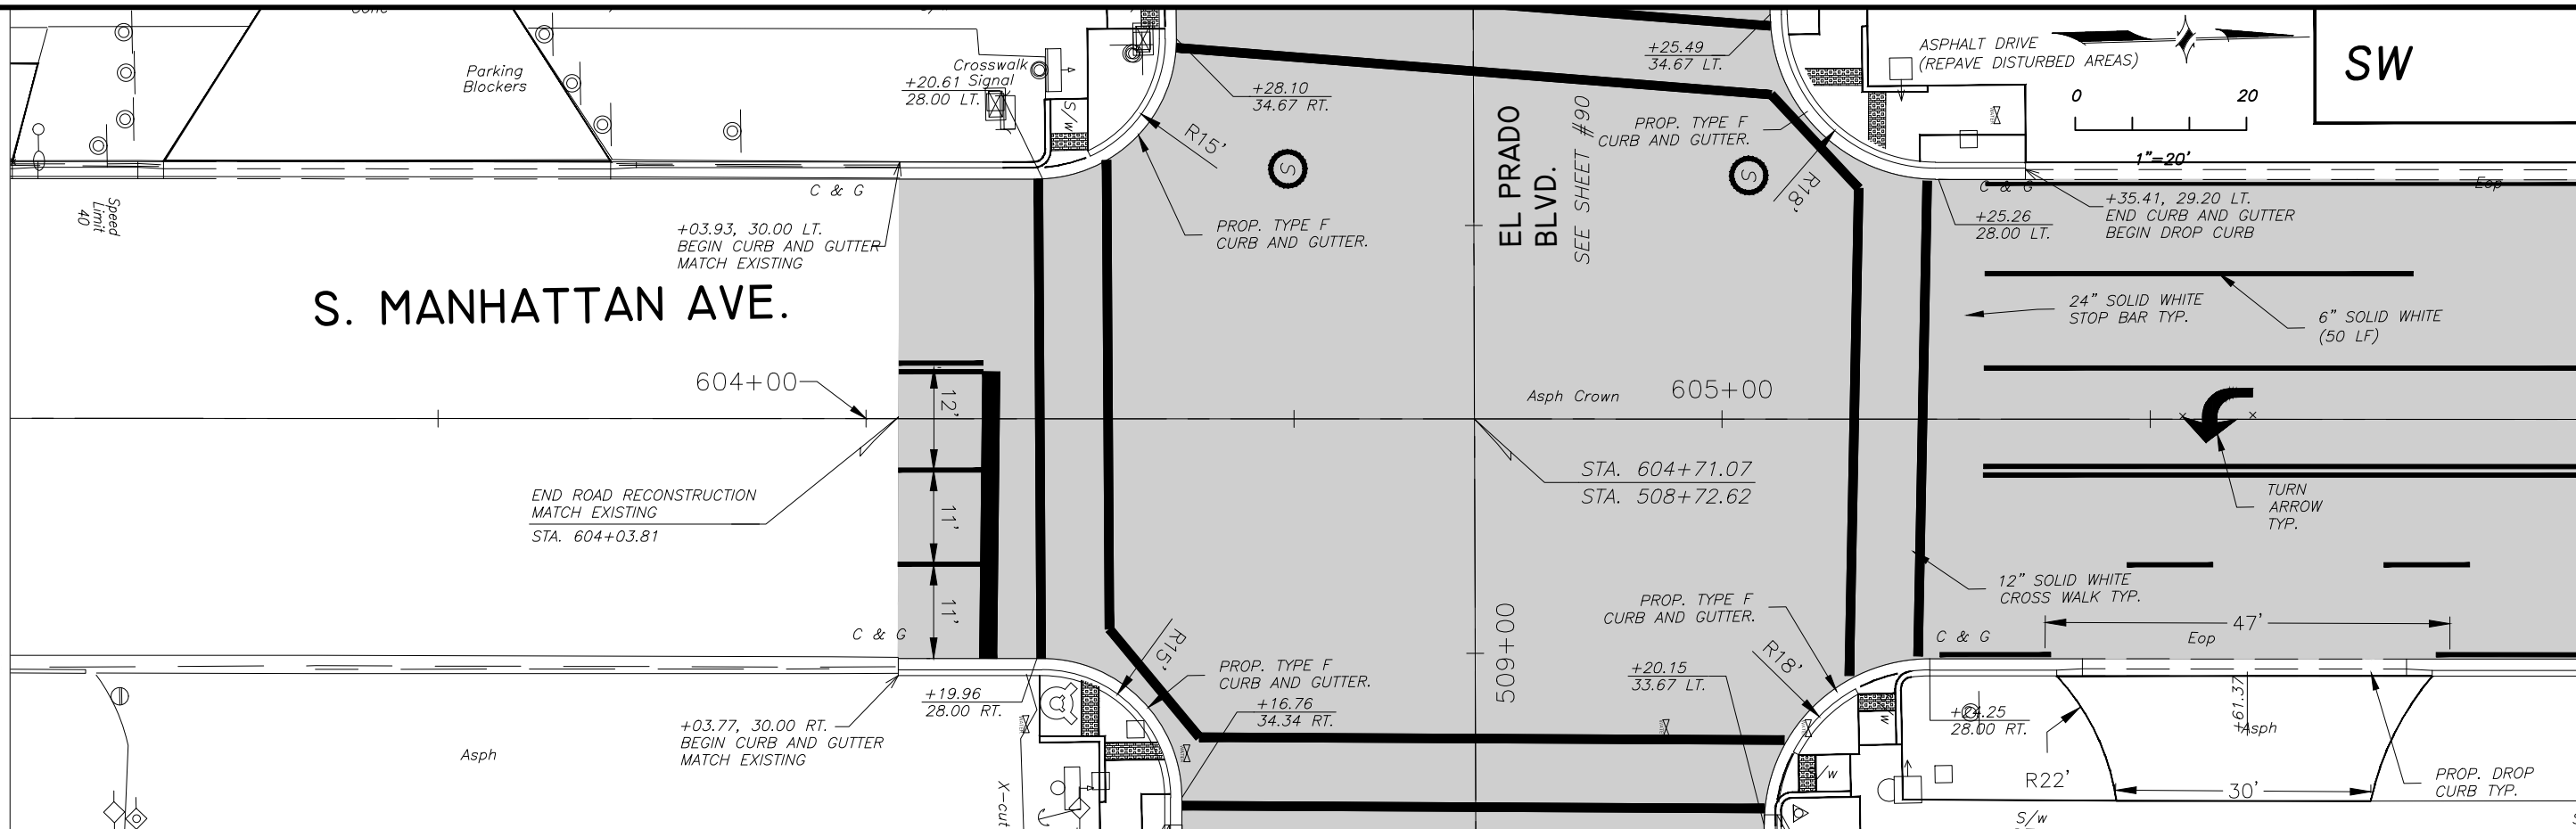 Parking
Blockers
Crosswalk
Signal
+20.61
28.00 LT.
S/w
+28.10
34.67 RT.
R15'
+25.49
34.67 LT.
PROP. TYPE F
CURB AND GUTTER.
R18'
EL PRADO
BLVD.
SEE SHEET #90
ASPHALT DRIVE
(REPAVE DISTURBED AREAS)
0
20
1"=20'
SW
Speed
Limit
40
C & G
+03.93, 30.00 LT.
BEGIN CURB AND GUTTER
MATCH EXISTING
PROP. TYPE F
CURB AND GUTTER.
S
S
C & G
Eop
+25.26
28.00 LT.
+35.41, 29.20 LT.
END CURB AND GUTTER
BEGIN DROP CURB
S. MANHATTAN AVE.
24" SOLID WHITE
STOP BAR TYP.
6" SOLID WHITE
(50 LF)
604+00
12'
Asph Crown
605+00
END ROAD RECONSTRUCTION
MATCH EXISTING
STA. 604+03.81
11'
STA. 604+71.07
STA. 508+72.62
TURN
ARROW
TYP.
11'
C & G
12" SOLID WHITE
CROSS WALK TYP.
PROP. TYPE F
CURB AND GUTTER.
509+00
C & G
47'
Eop
R15'
PROP. TYPE F
CURB AND GUTTER.
+16.76
34.34 RT.
+20.15
33.67 LT.
R18'
+19.96
28.00 RT.
+03.77, 30.00 RT.
BEGIN CURB AND GUTTER
MATCH EXISTING
Asph
X-cut
+24.25
28.00 RT.
+61.37
Asph
R22'
30'
PROP. DROP
CURB TYP.
S/w